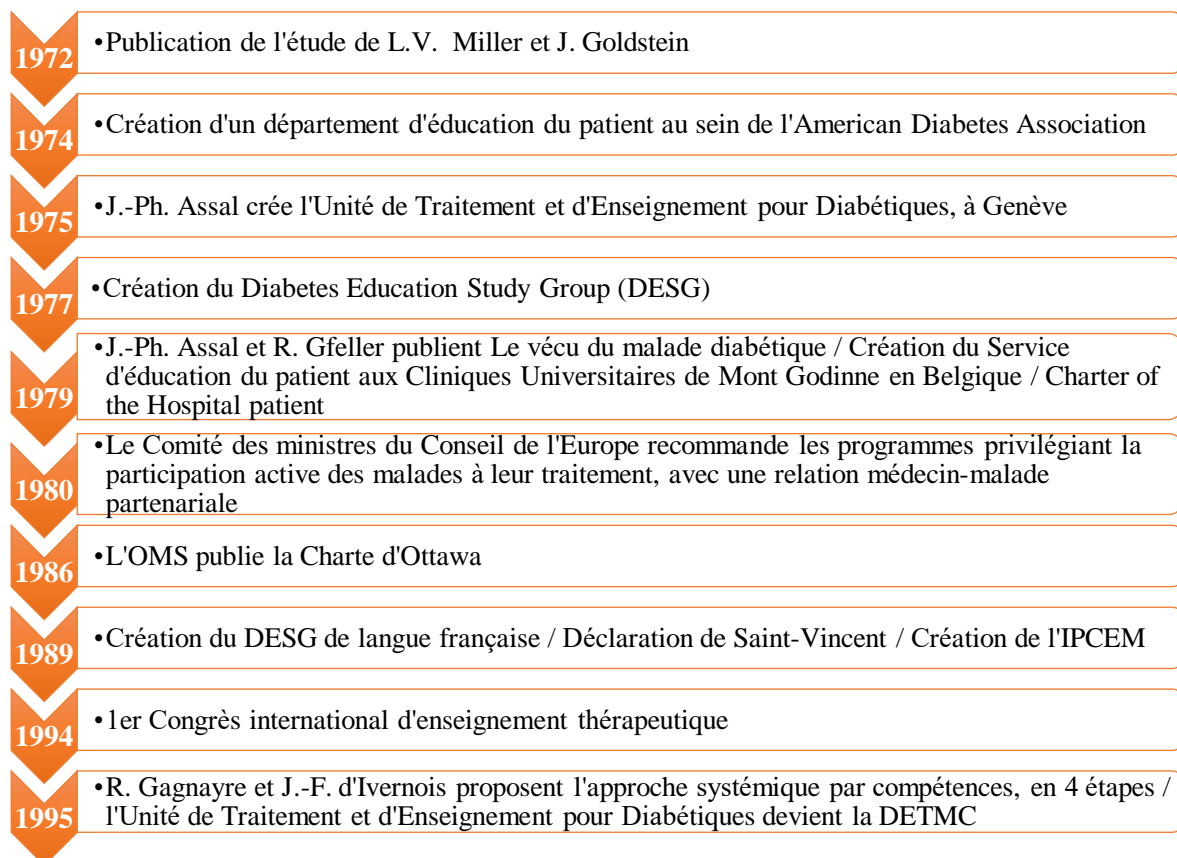 1972
•Publication de l'étude de L.V. Miller et J. Goldstein
1974
•Création d'un département d'éducation du patient au sein de l'American Diabetes Association
1975
•J.-Ph. Assal crée l'Unité de Traitement et d'Enseignement pour Diabétiques, à Genève
1977
•Création du Diabetes Education Study Group (DESG)
1979
•J.-Ph. Assal et R. Gfeller publient Le vécu du malade diabétique / Création du Service
d'éducation du patient aux Cliniques Universitaires de Mont Godinne en Belgique / Charter of
the Hospital patient
1980
•Le Comité des ministres du Conseil de l'Europe recommande les programmes privilégiant la
participation active des malades à leur traitement, avec une relation médecin-malade
partenariale
1986
•L'OMS publie la Charte d'Ottawa
1989
•Création du DESG de langue française / Déclaration de Saint-Vincent / Création de l'IPCEM
1994
•1er Congrès international d'enseignement thérapeutique
1995
•R. Gagnayre et J.-F. d'Ivernois proposent l'approche systémique par compétences, en 4 étapes /
l'Unité de Traitement et d'Enseignement pour Diabétiques devient la DETMC